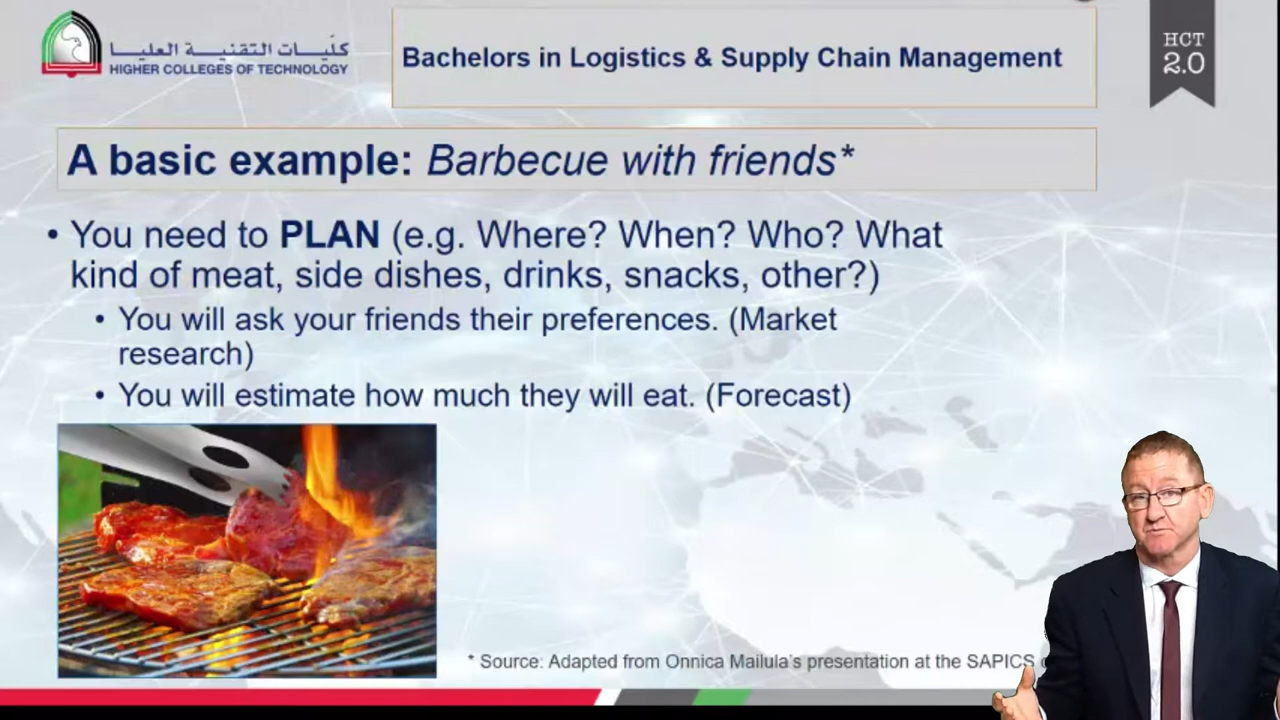 كليات التقنية العليا
HIGHER COLLEGES OF TECHNOLOGY
Bachelors in Logistics & Supply Chain Management
HCT
2.0
A basic example: Barbecue with friends*
• You need to PLAN (e.g. Where? When? Who? What
kind of meat, side dishes, drinks, snacks, other?)
• You will ask your friends their preferences. (Market
research)
• You will estimate how much they will eat. (Forecast)
* Source: Adapted from Onnica Mailula's presentation at the SAPICS